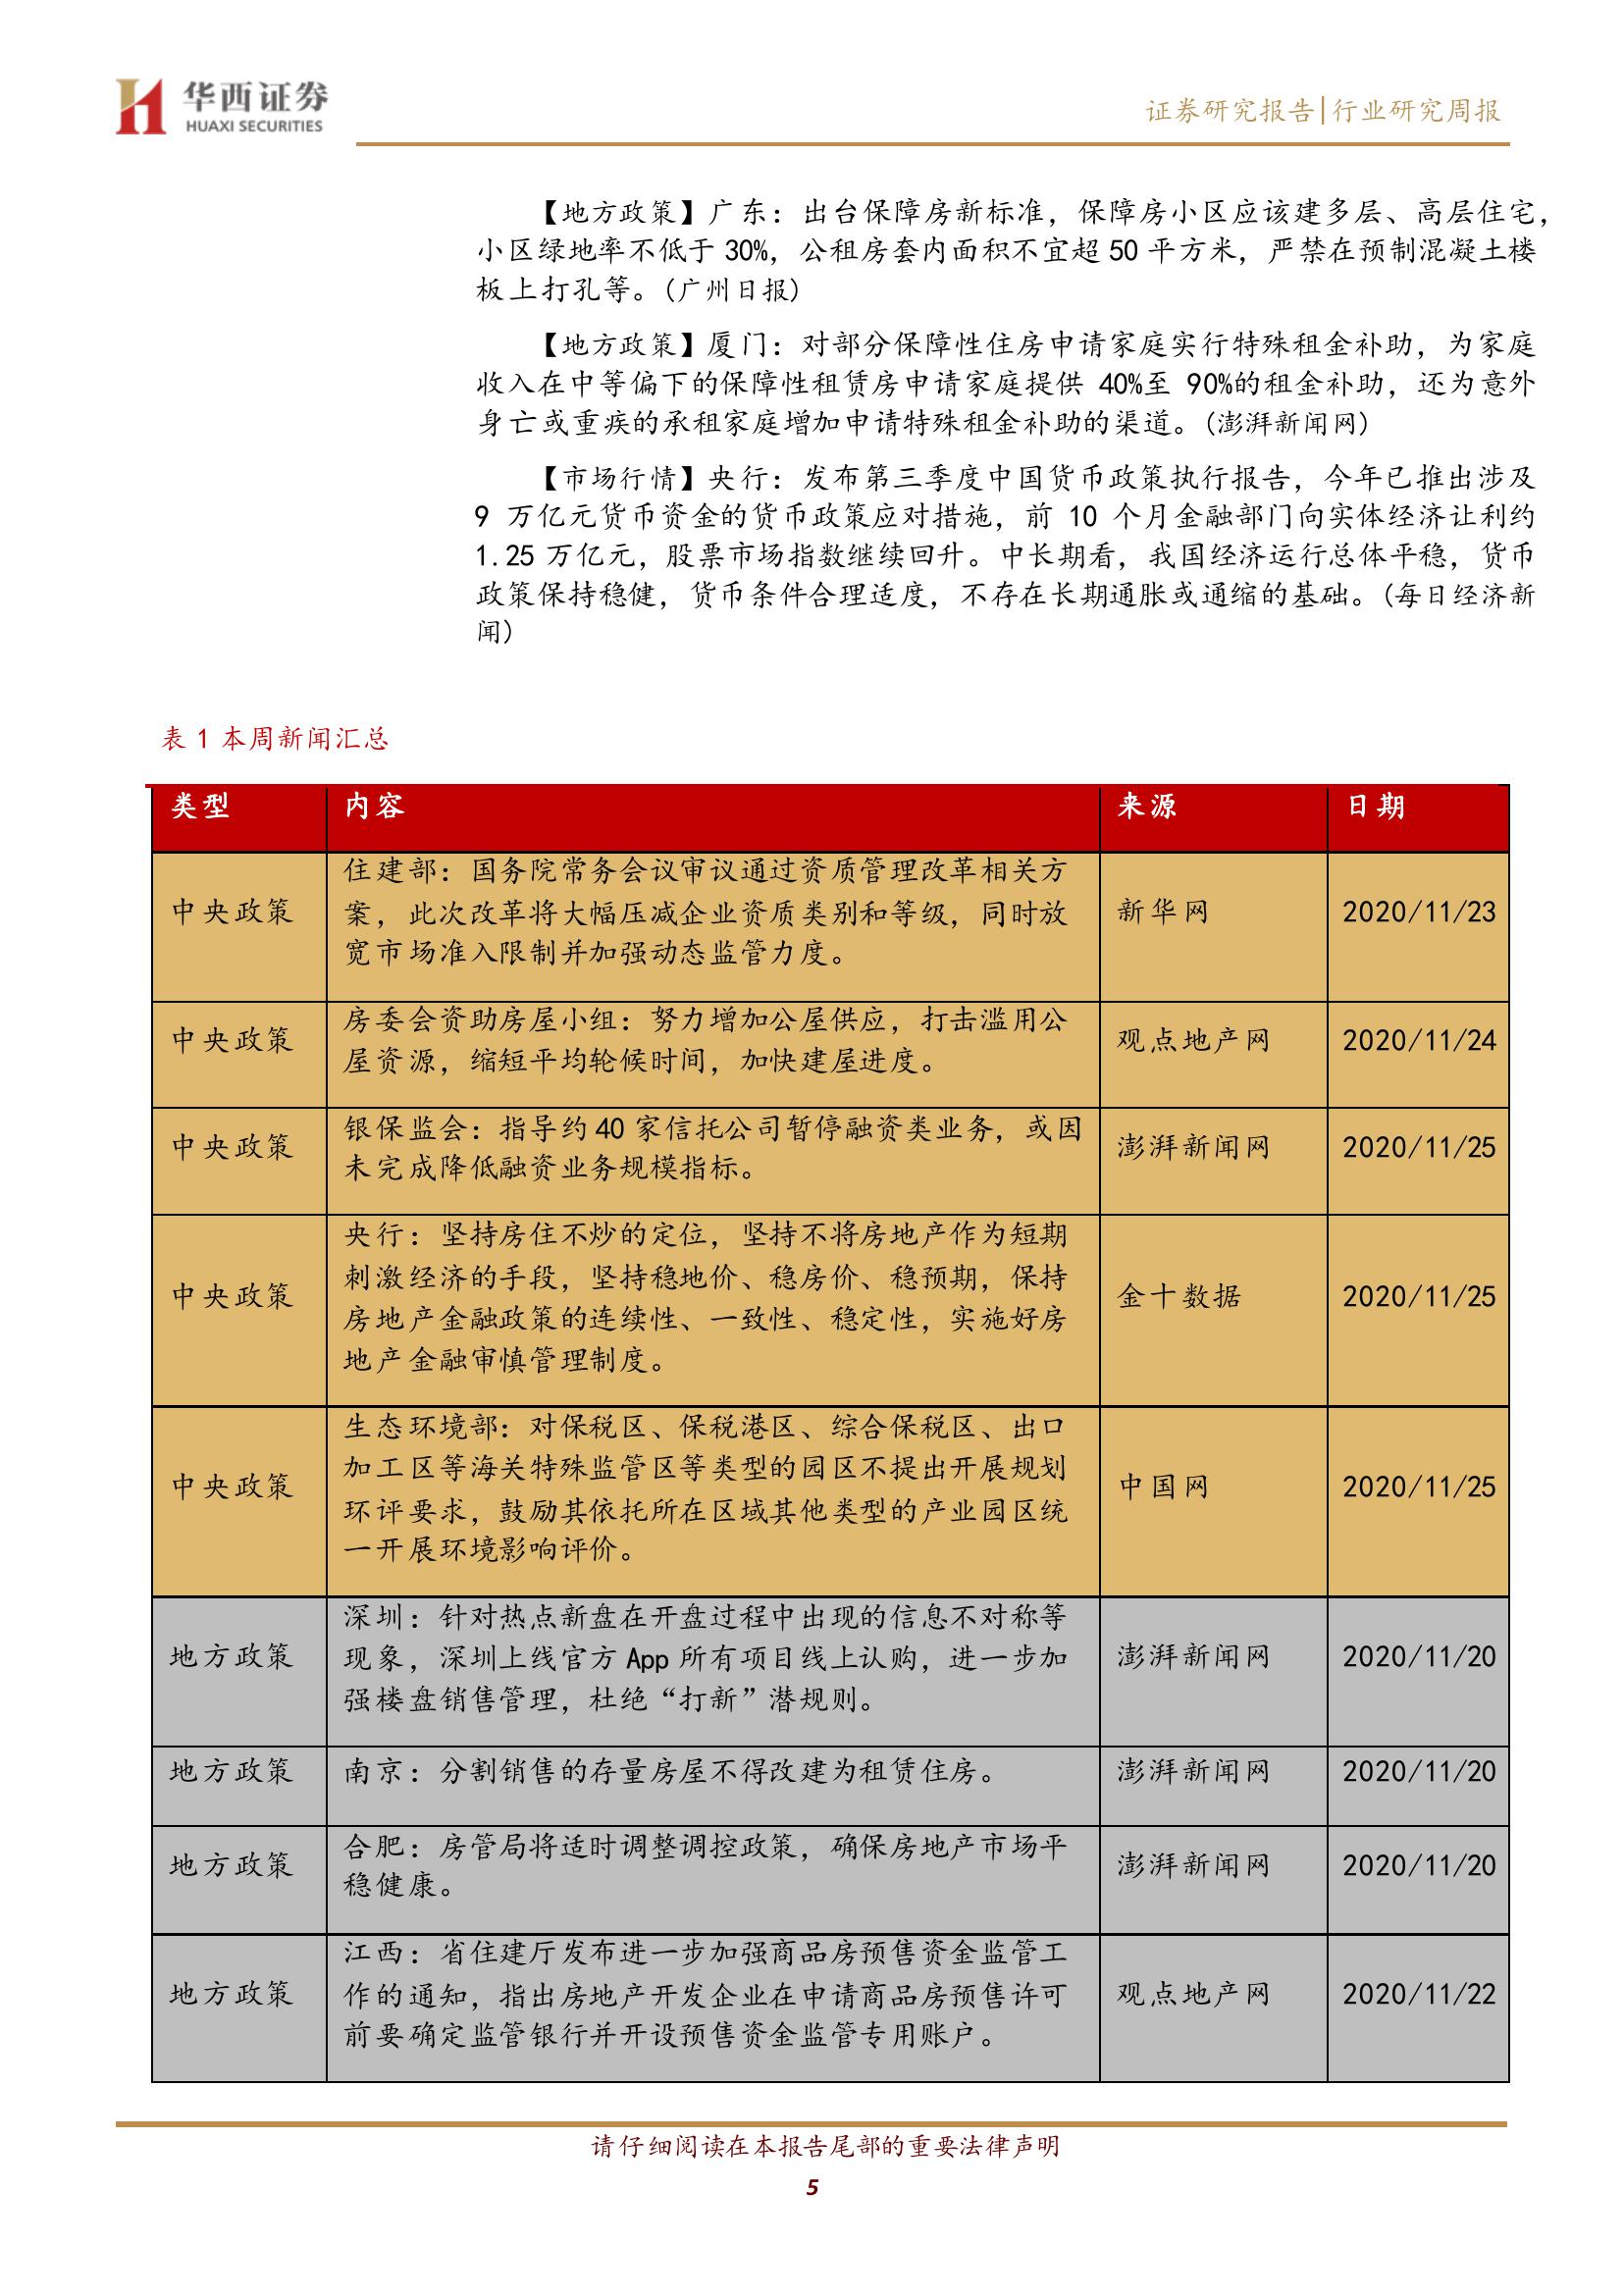 华西证券
HUAXI SECURITIES
证券研究报告|行业研究周报
【地方政策】广东：出台保障房新标准，保障房小区应该建多层、高层住宅，
小区绿地率不低于 30%，公租房套内面积不宜超 50 平方米，严禁在预制混凝土楼
板上打孔等。(广州日报)
【地方政策】厦门：对部分保障性住房申请家庭实行特殊租金补助，为家庭
收入在中等偏下的保障性租赁房申请家庭提供 40%至 90%的租金补助，还为意外
身亡或重疾的承租家庭增加申请特殊租金补助的渠道。(澎湃新闻网)
【市场行情】央行：发布第三季度中国货币政策执行报告，今年已推出涉及
9 万亿元货币资金的货币政策应对措施，前 10 个月金融部门向实体经济让利约
1.25 万亿元，股票市场指数继续回升。中长期看，我国经济运行总体平稳，货币
政策保持稳健，货币条件合理适度，不存在长期通胀或通缩的基础。(每日经济新
闻)
表 1 本周新闻汇总
类型 内容 来源 日期
住建部：国务院常务会议审议通过资质管理改革相关方
中央政策 案，此次改革将大幅压减企业资质类别和等级，同时放 新华网 2020/11/23
宽市场准入限制并加强动态监管力度。
房委会资助房屋小组：努力增加公屋供应，打击滥用公
中央政策 屋资源，缩短平均轮候时间，加快建屋进度。 观点地产网 2020/11/24
银保监会：指导约 40 家信托公司暂停融资类业务，或因
中央政策 未完成降低融资业务规模指标。 澎湃新闻网 2020/11/25
央行：坚持房住不炒的定位，坚持不将房地产作为短期
刺激经济的手段，坚持稳地价、稳房价、稳预期，保持
中央政策 房地产金融政策的连续性、一致性、稳定性，实施好房 金十数据 2020/11/25
地产金融审慎管理制度。
生态环境部：对保税区、保税港区、综合保税区、出口
加工区等海关特殊监管区等类型的园区不提出开展规划
中央政策 环评要求，鼓励其依托所在区域其他类型的产业园区统 中国网 2020/11/25
一开展环境影响评价。
深圳：针对热点新盘在开盘过程中出现的信息不对称等
地方政策 现象，深圳上线官方 App 所有项目线上认购，进一步加 澎湃新闻网 2020/11/20
强楼盘销售管理，杜绝“打新”潜规则。
地方政策 南京：分割销售的存量房屋不得改建为租赁住房。 澎湃新闻网 2020/11/20
合肥：房管局将适时调整调控政策，确保房地产市场平
地方政策 稳健康。 澎湃新闻网 2020/11/20
江西：省住建厅发布进一步加强商品房预售资金监管工
地方政策 作的通知，指出房地产开发企业在申请商品房预售许可 观点地产网 2020/11/22
前要确定监管银行并开设预售资金监管专用账户。
请仔细阅读在本报告尾部的重要法律声明
5